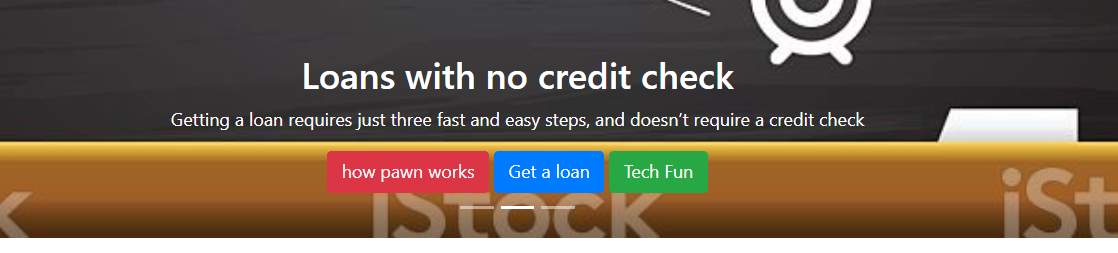 Loans with no credit check
Getting a loan requires just three fast and easy steps, and doesn’t require a credit check
how pawn works Get a loan Tech Fun
k iStock iSt